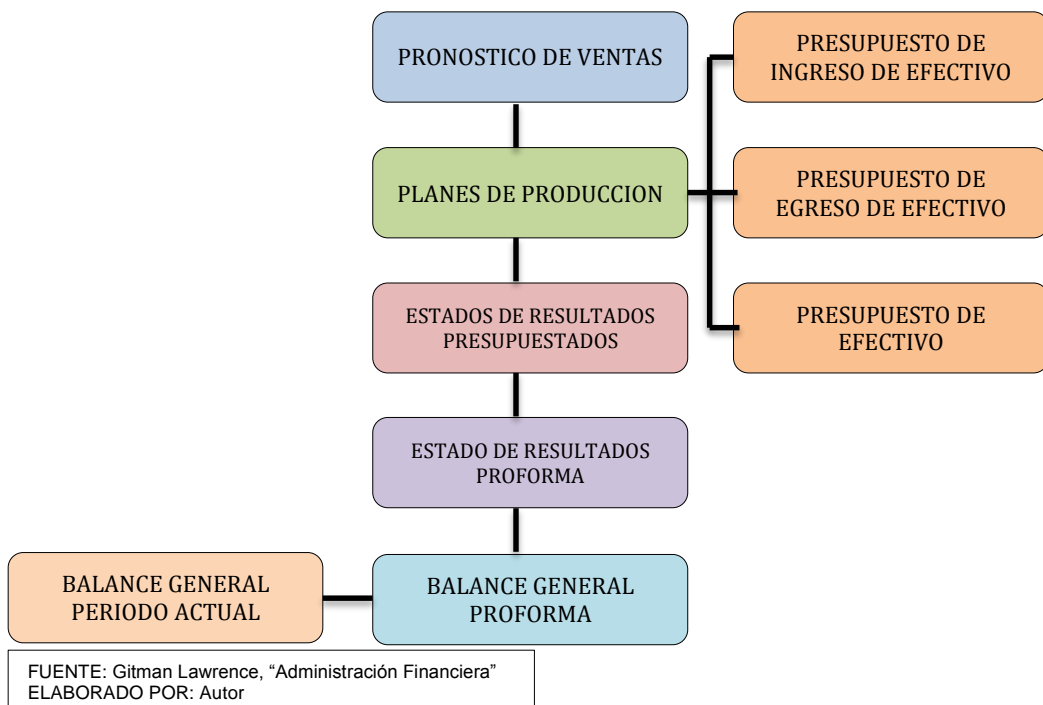 PRONOSTICO DE VENTAS
PRESUPUESTO DE
INGRESO DE EFECTIVO
PLANES DE PRODUCCION
PRESUPUESTO DE
EGRESO DE EFECTIVO
ESTADOS DE RESULTADOS
PRESUPUESTADOS
PRESUPUESTO DE
EFECTIVO
ESTADO DE RESULTADOS
PROFORMA
BALANCE GENERAL
PERIODO ACTUAL
BALANCE GENERAL
PROFORMA
FUENTE: Gitman Lawrence, “Administración Financiera”
ELABORADO POR: Autor